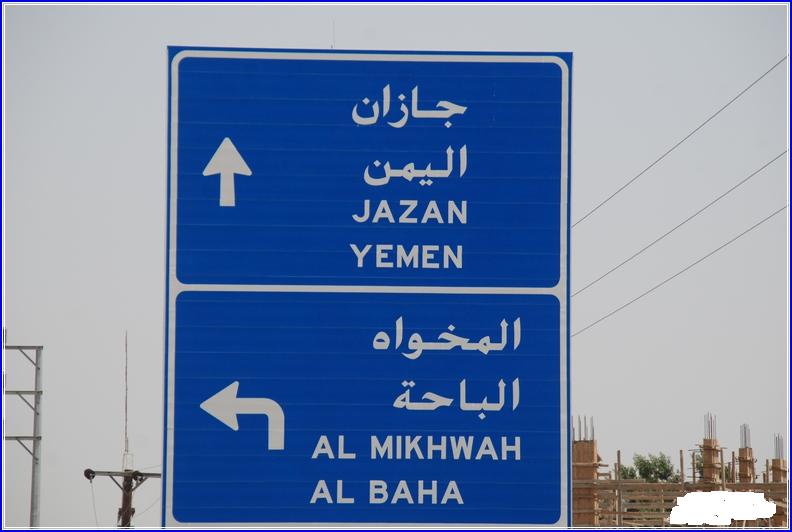 جازان
اليمن
JAZAN
YEMEN
المخواه
الباحة
AL MIKHWAH
AL BAHA